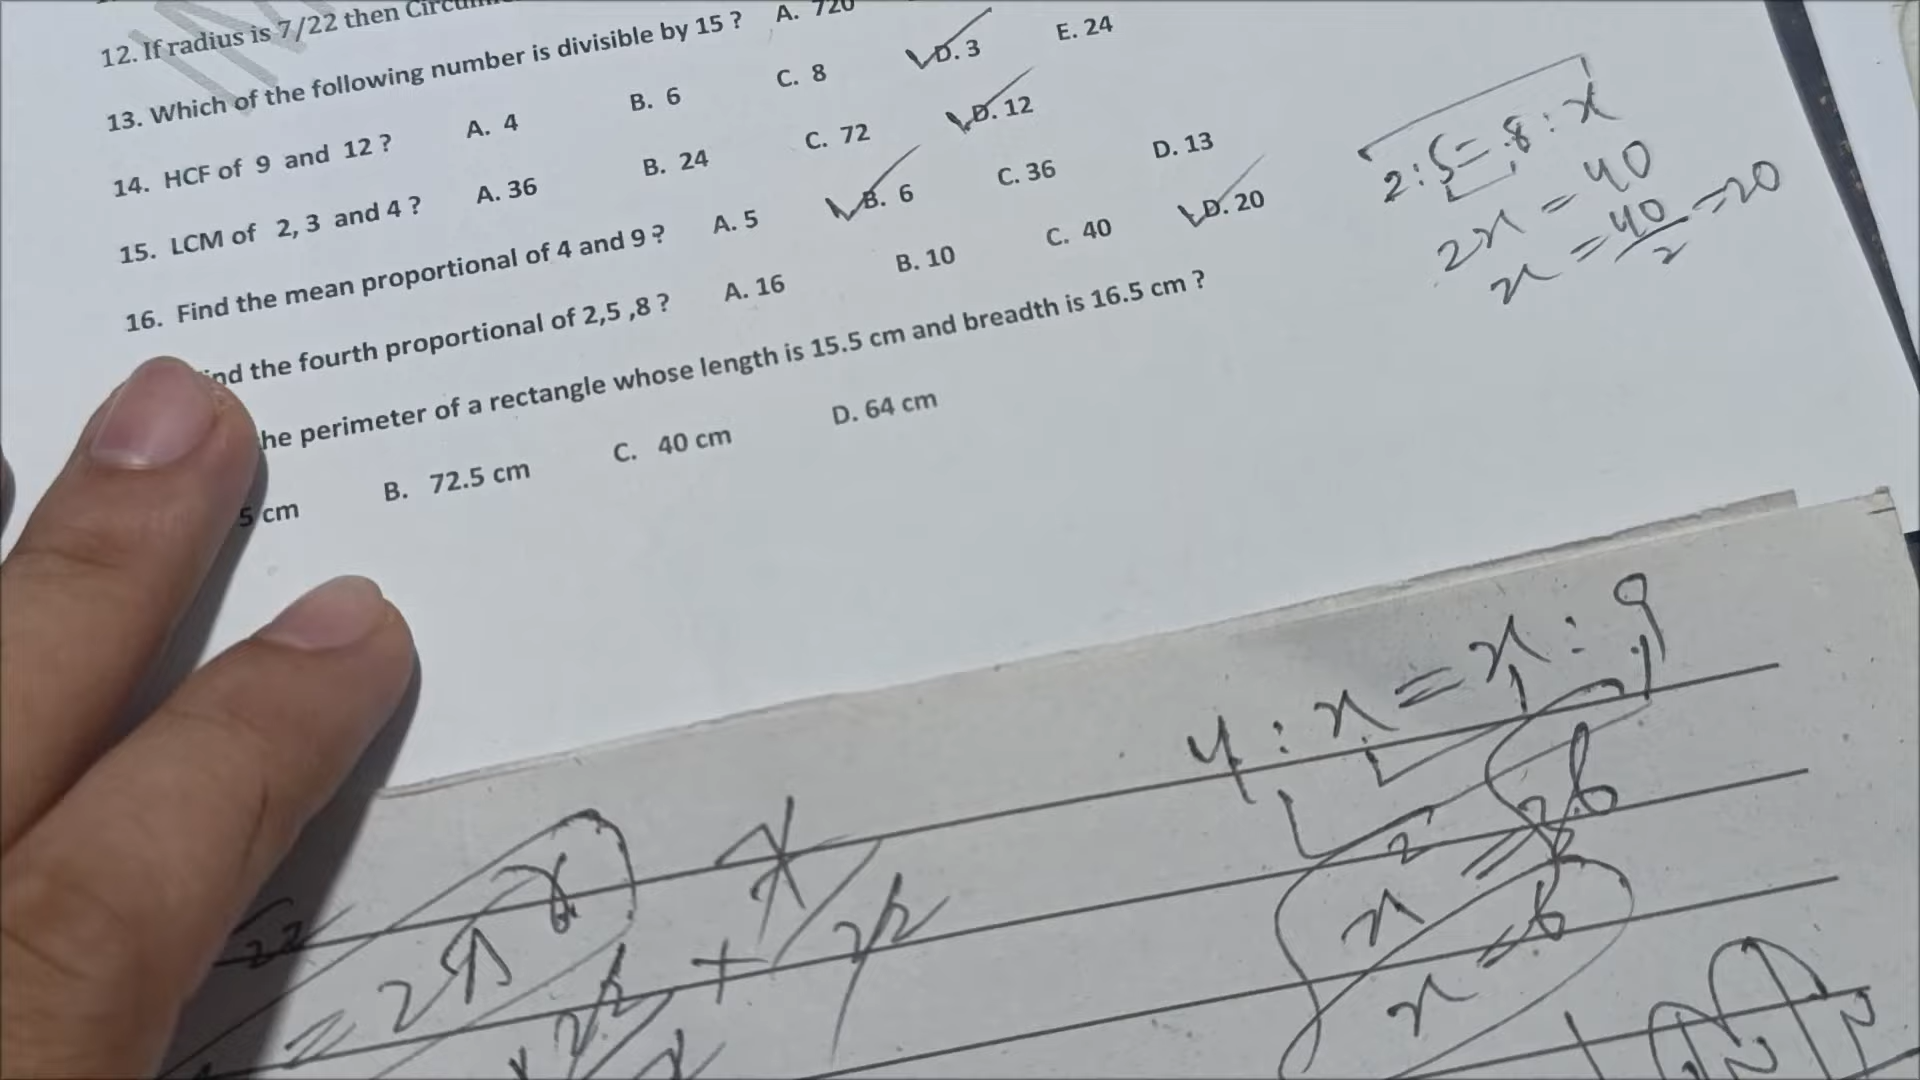 12. If radius is 7/22 then
13. Which of the following number is divisible by 15 ? A. 720
14. HCF of 9 and 12 ? A. 4 B. 6 C. 8 D. 3 E. 24
15. LCM of 2, 3 and 4 ? A. 36 B. 24 C. 72 D. 12
16. Find the mean proportional of 4 and 9 ? A. 5 B. 6 C. 36 D. 13
nd the fourth proportional of 2,5 ,8 ? A. 16 B. 10 C. 40 D. 20
he perimeter of a rectangle whose length is 15.5 cm and breadth is 16.5 cm ?
5 cm B. 72.5 cm C. 40 cm D. 64 cm
2 : 5 = 8 : x
2x = 40
x = 40/2 = 20
4 : x = x : 9
x² = 36
x = 6